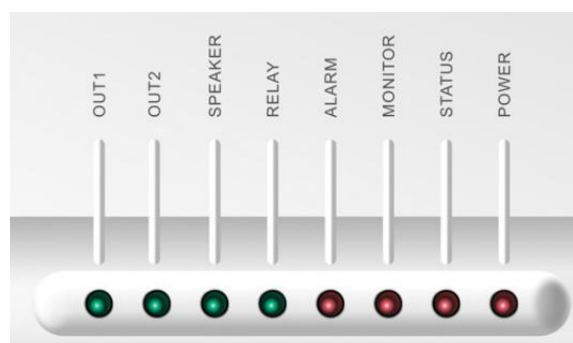 OUT1
OUT2
SPEAKER
RELAY
ALARM
MONITOR
STATUS
POWER